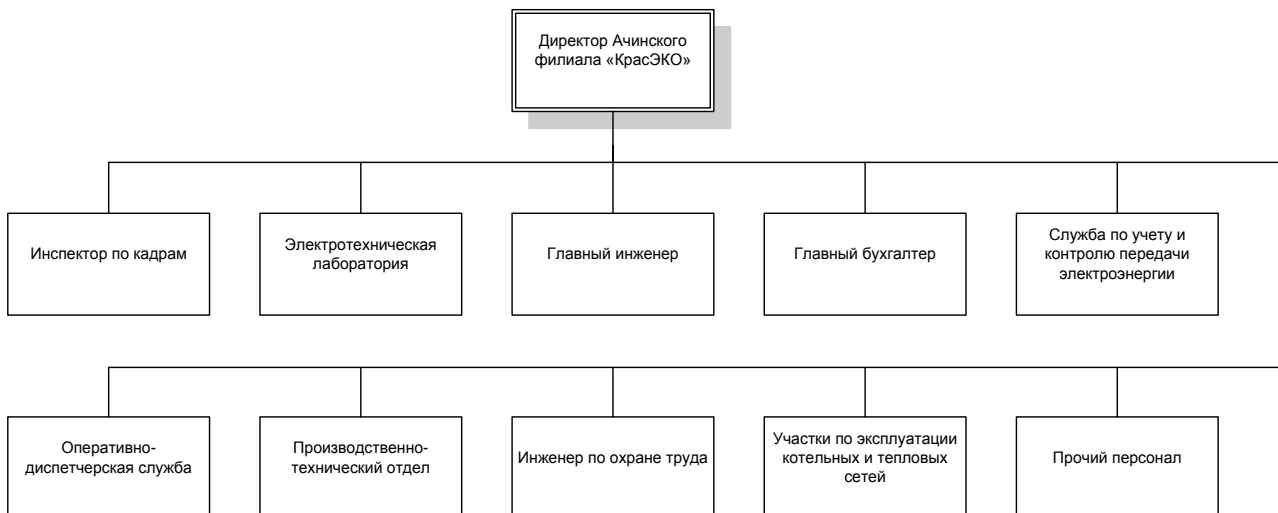 Директор Ачинского
филиала «КрасЭКО»
Инспектор по кадрам
Электротехническая
лаборатория
Главный инженер
Главный бухгалтер
Служба по учету и
контролю передачи
электроэнергии
Оперативно-
диспетчерская служба
Производственно-
технический отдел
Инженер по охране труда
Участки по эксплуатации
котельных и тепловых
сетей
Прочий персонал